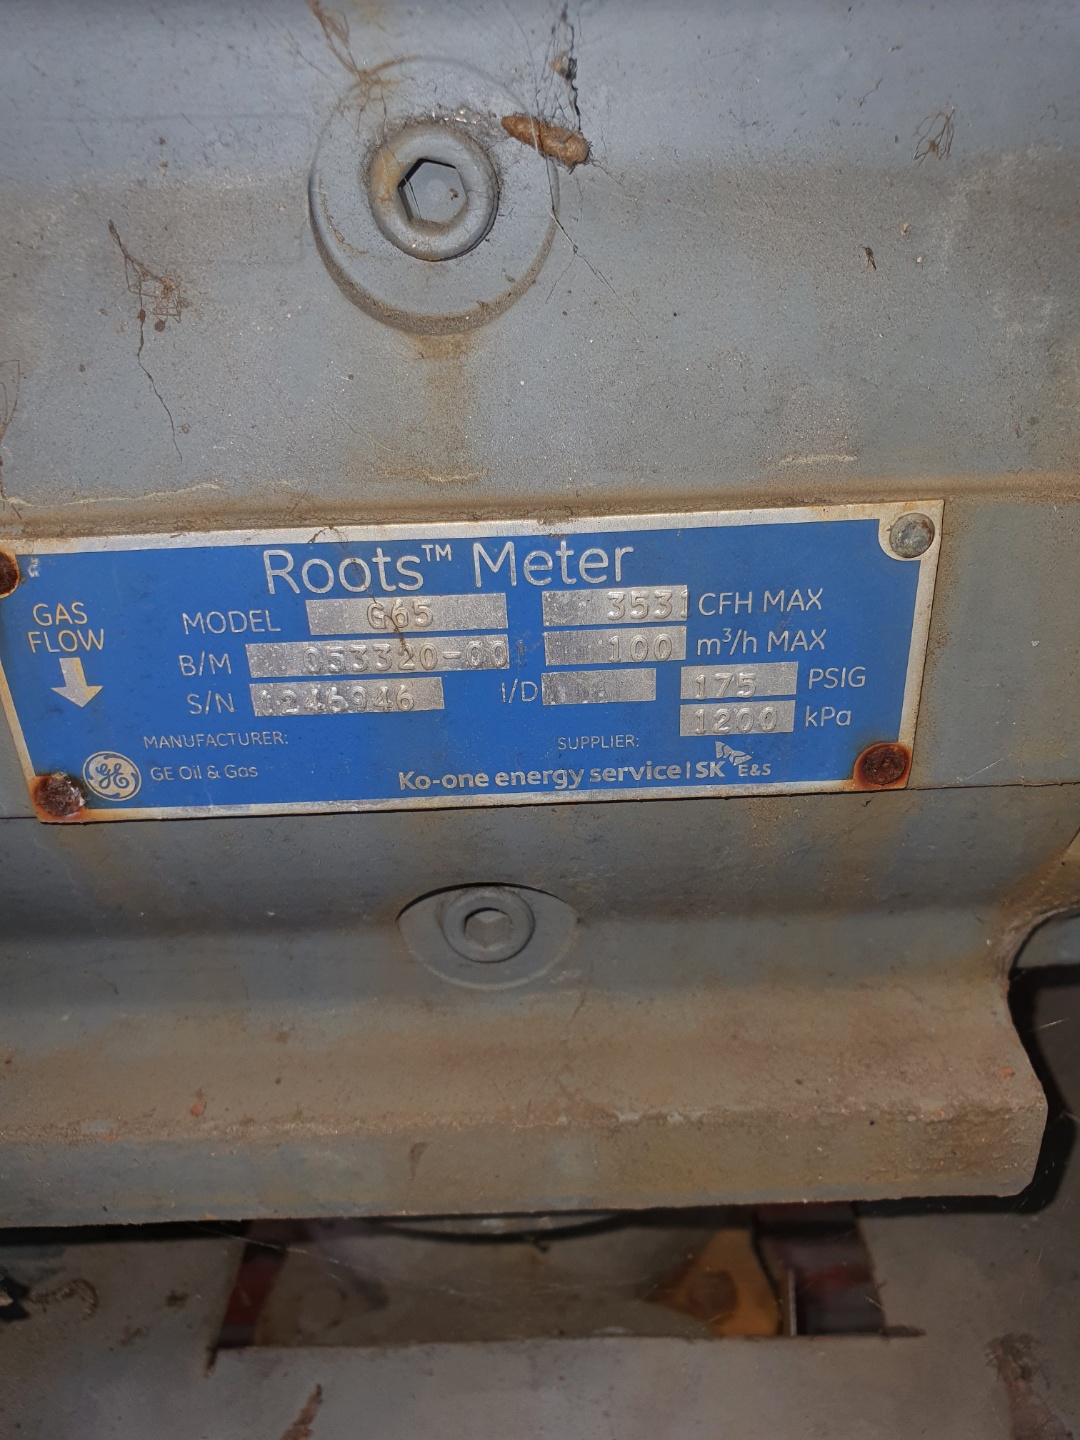 Roots™ Meter
GAS FLOW
MODEL G65 3531 CFH MAX
B/M 053320-00 100 m³/h MAX
S/N 1246946 I/D 175 PSIG
1200 kPa
MANUFACTURER: SUPPLIER:
GE GE Oil & Gas Ko-one energy service | SK E&S